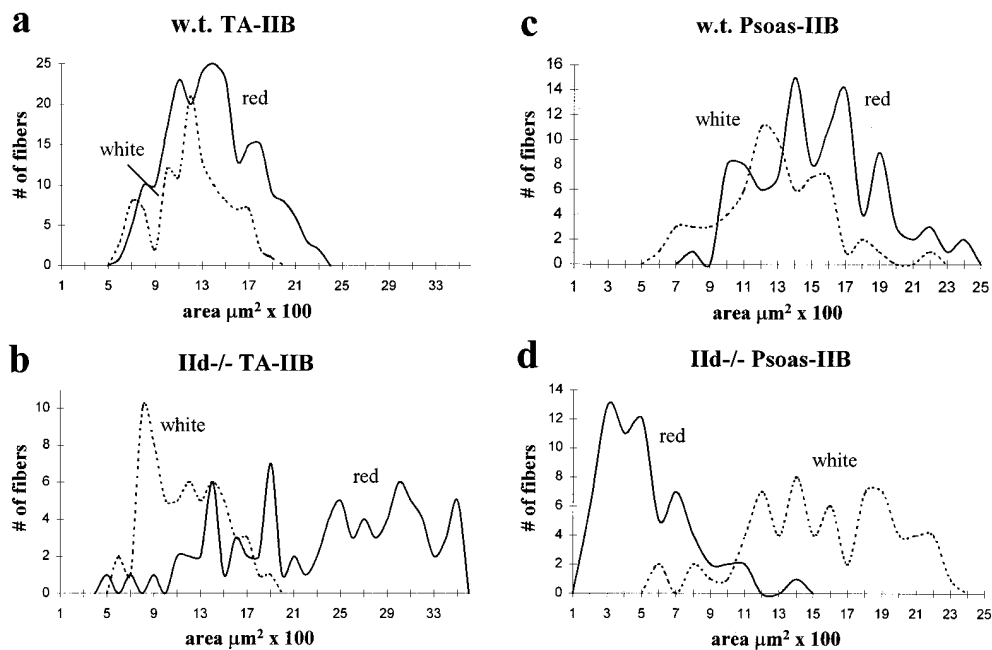 a
w.t. TA-IIB
25
20
15
10
5
0
# of fibers
white
red
1 5 9 13 17 21 25 29 33
area μm² x 100
c
w.t. Psoas-IIB
16
14
12
10
8
6
4
2
0
# of fibers
white
red
1 3 5 7 9 11 13 15 17 19 21 23 25
area μm² x 100
b
IId-/- TA-IIB
10
8
6
4
2
0
# of fibers
white
red
1 5 9 13 17 21 25 29 33
area μm² x 100
d
IId-/- Psoas-IIB
14
12
10
8
6
4
2
0
# of fibers
red
white
1 3 5 7 9 11 13 15 17 19 21 23 25
area μm² x 100